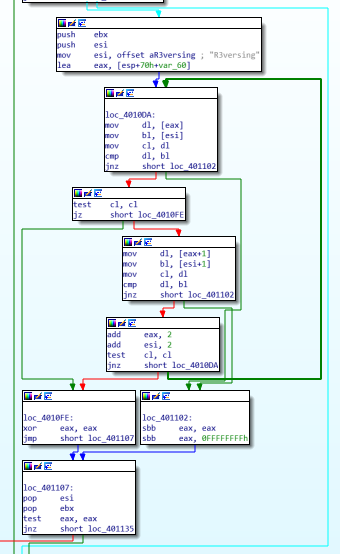 push ebx
push esi
mov esi, offset aR3versing ; "R3versing"
lea eax, [esp+70h+var_60]
loc_4010DA:
mov dl, [eax]
mov bl, [esi]
mov cl, dl
cmp dl, bl
jnz short loc_401102
test cl, cl
jz short loc_4010FE
mov dl, [eax+1]
mov bl, [esi+1]
mov cl, dl
cmp dl, bl
jnz short loc_401102
add eax, 2
add esi, 2
test cl, cl
jnz short loc_4010DA
loc_4010FE:
xor eax, eax
jmp short loc_401107
loc_401102:
sbb eax, eax
sbb eax, 0FFFFFFFFh
loc_401107:
pop esi
pop ebx
test eax, eax
jnz short loc_401135